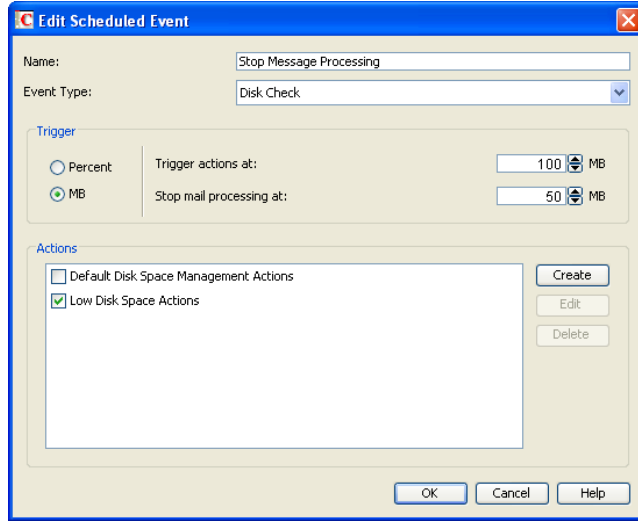 C Edit Scheduled Event
Name: Stop Message Processing
Event Type: Disk Check
Trigger
Percent
MB
Trigger actions at: 100 MB
Stop mail processing at: 50 MB
Actions
Default Disk Space Management Actions
Low Disk Space Actions
Create
Edit
Delete
OK Cancel Help